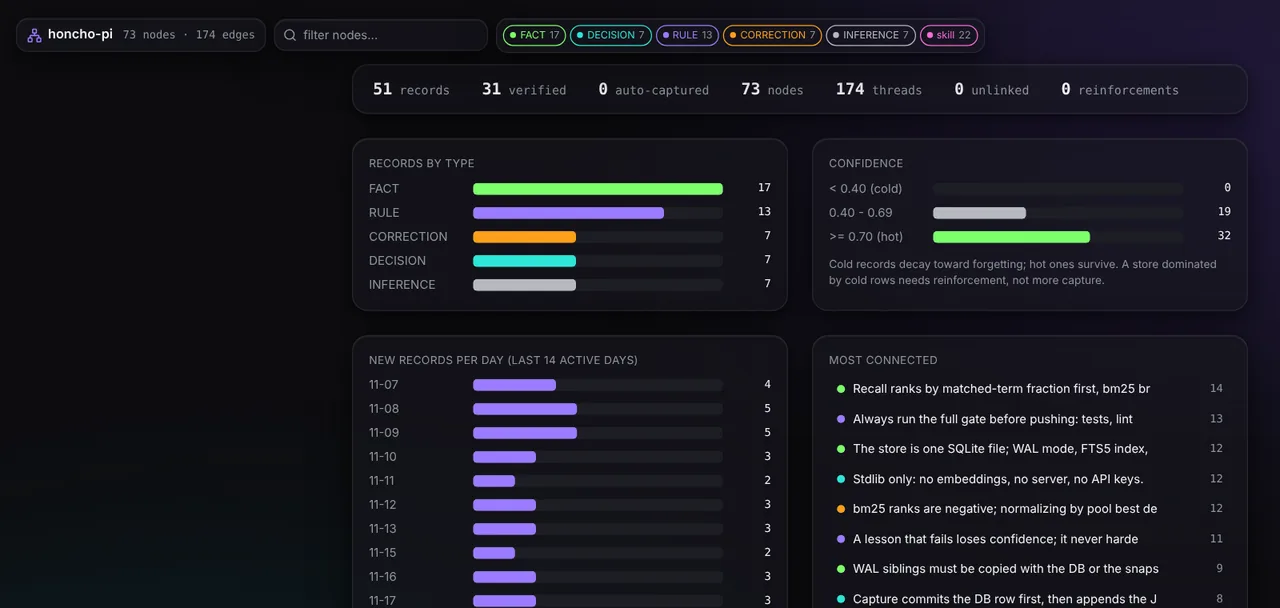 honcho-pi 73 nodes · 174 edges
filter nodes...
FACT 17 DECISION 7 RULE 13 CORRECTION 7 INFERENCE 7 skill 22
51 records 31 verified 0 auto-captured 73 nodes 174 threads 0 unlinked 0 reinforcements
RECORDS BY TYPE
FACT 17
RULE 13
CORRECTION 7
DECISION 7
INFERENCE 7
CONFIDENCE
< 0.40 (cold) 0
0.40 - 0.69 19
>= 0.70 (hot) 32
Cold records decay toward forgetting; hot ones survive. A store dominated
by cold rows needs reinforcement, not more capture.
NEW RECORDS PER DAY (LAST 14 ACTIVE DAYS)
11-07 4
11-08 5
11-09 5
11-10 3
11-11 2
11-12 3
11-13 3
11-15 2
11-16 3
11-17 3
MOST CONNECTED
Recall ranks by matched-term fraction first, bm25 br 14
Always run the full gate before pushing: tests, lint 13
The store is one SQLite file; WAL mode, FTS5 index, 12
Stdlib only: no embeddings, no server, no API keys. 12
bm25 ranks are negative; normalizing by pool best de 12
A lesson that fails loses confidence; it never harde 11
WAL siblings must be copied with the DB or the snaps 9
Capture commits the DB row first, then appends the J 8